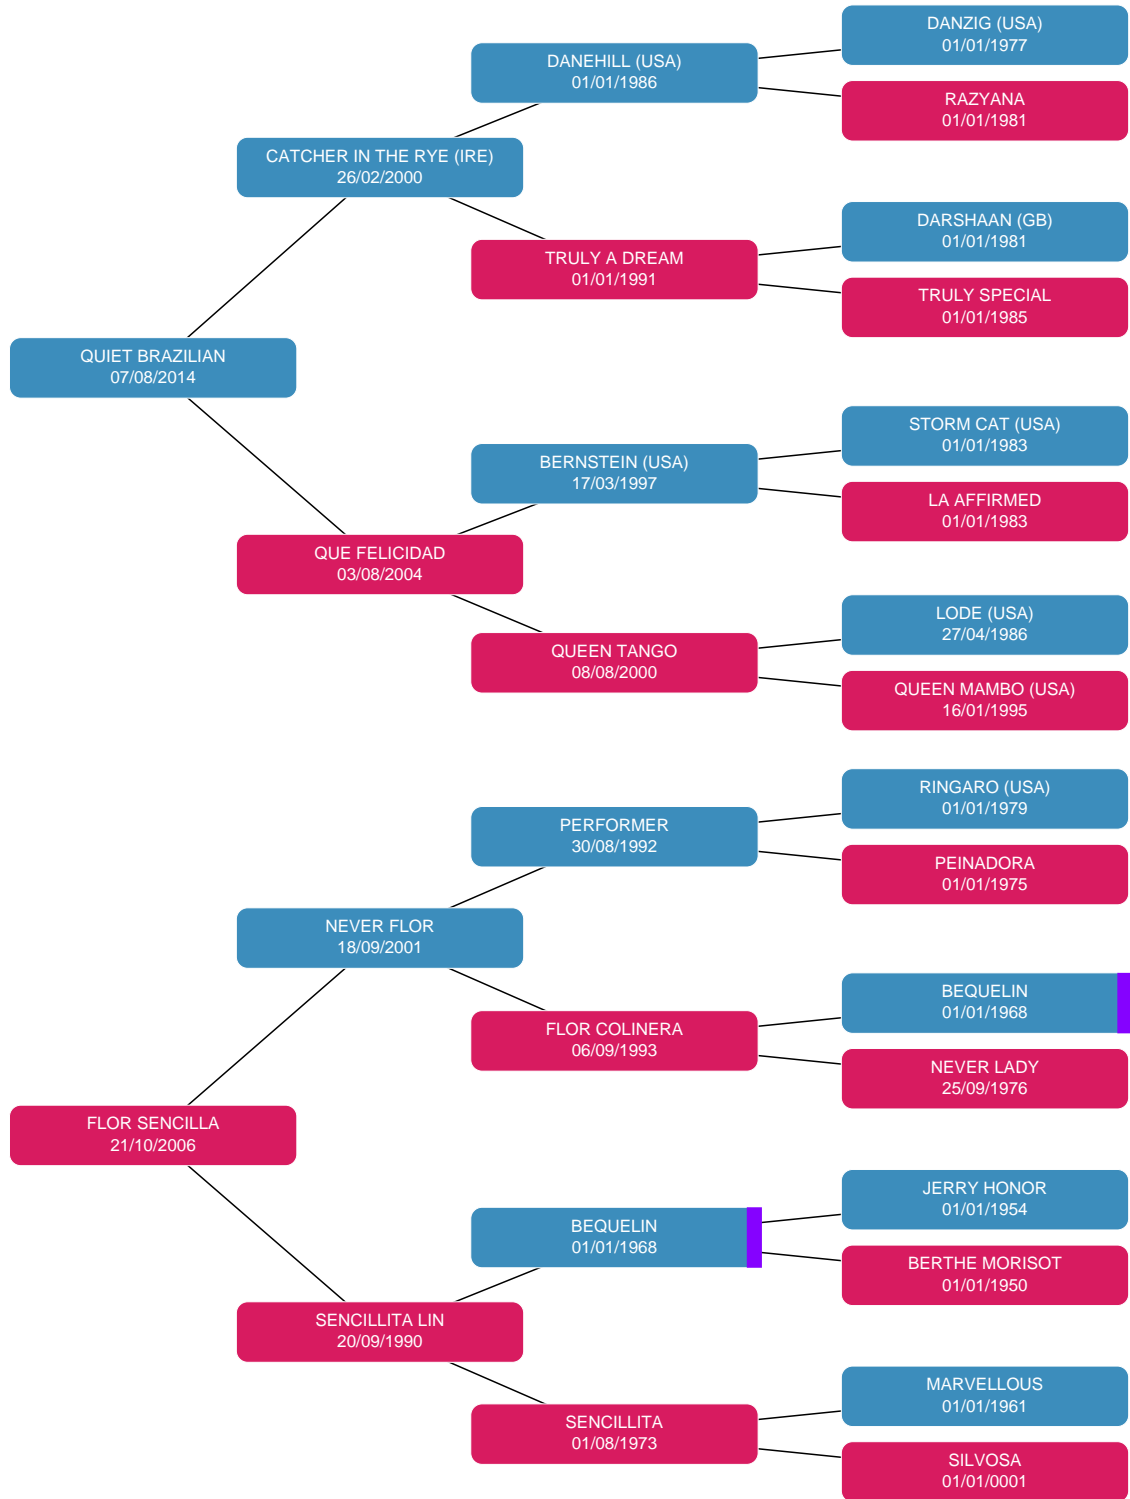 DANZIG (USA)
01/01/1977
DANEHILL (USA)
01/01/1986
RAZYANA
01/01/1981
CATCHER IN THE RYE (IRE)
26/02/2000
DARSHAAN (GB)
01/01/1981
TRULY A DREAM
01/01/1991
TRULY SPECIAL
01/01/1985
QUIET BRAZILIAN
07/08/2014
STORM CAT (USA)
01/01/1983
BERNSTEIN (USA)
17/03/1997
LA AFFIRMED
01/01/1983
QUE FELICIDAD
03/08/2004
LODE (USA)
27/04/1986
QUEEN TANGO
08/08/2000
QUEEN MAMBO (USA)
16/01/1995
RINGARO (USA)
01/01/1979
PERFORMER
30/08/1992
PEINADORA
01/01/1975
NEVER FLOR
18/09/2001
BEQUELIN
01/01/1968
FLOR COLINERA
06/09/1993
NEVER LADY
25/09/1976
FLOR SENCILLA
21/10/2006
JERRY HONOR
01/01/1954
BEQUELIN
01/01/1968
BERTHE MORISOT
01/01/1950
SENCILLITA LIN
20/09/1990
MARVELLOUS
01/01/1961
SENCILLITA
01/08/1973
SILVOSA
01/01/0001